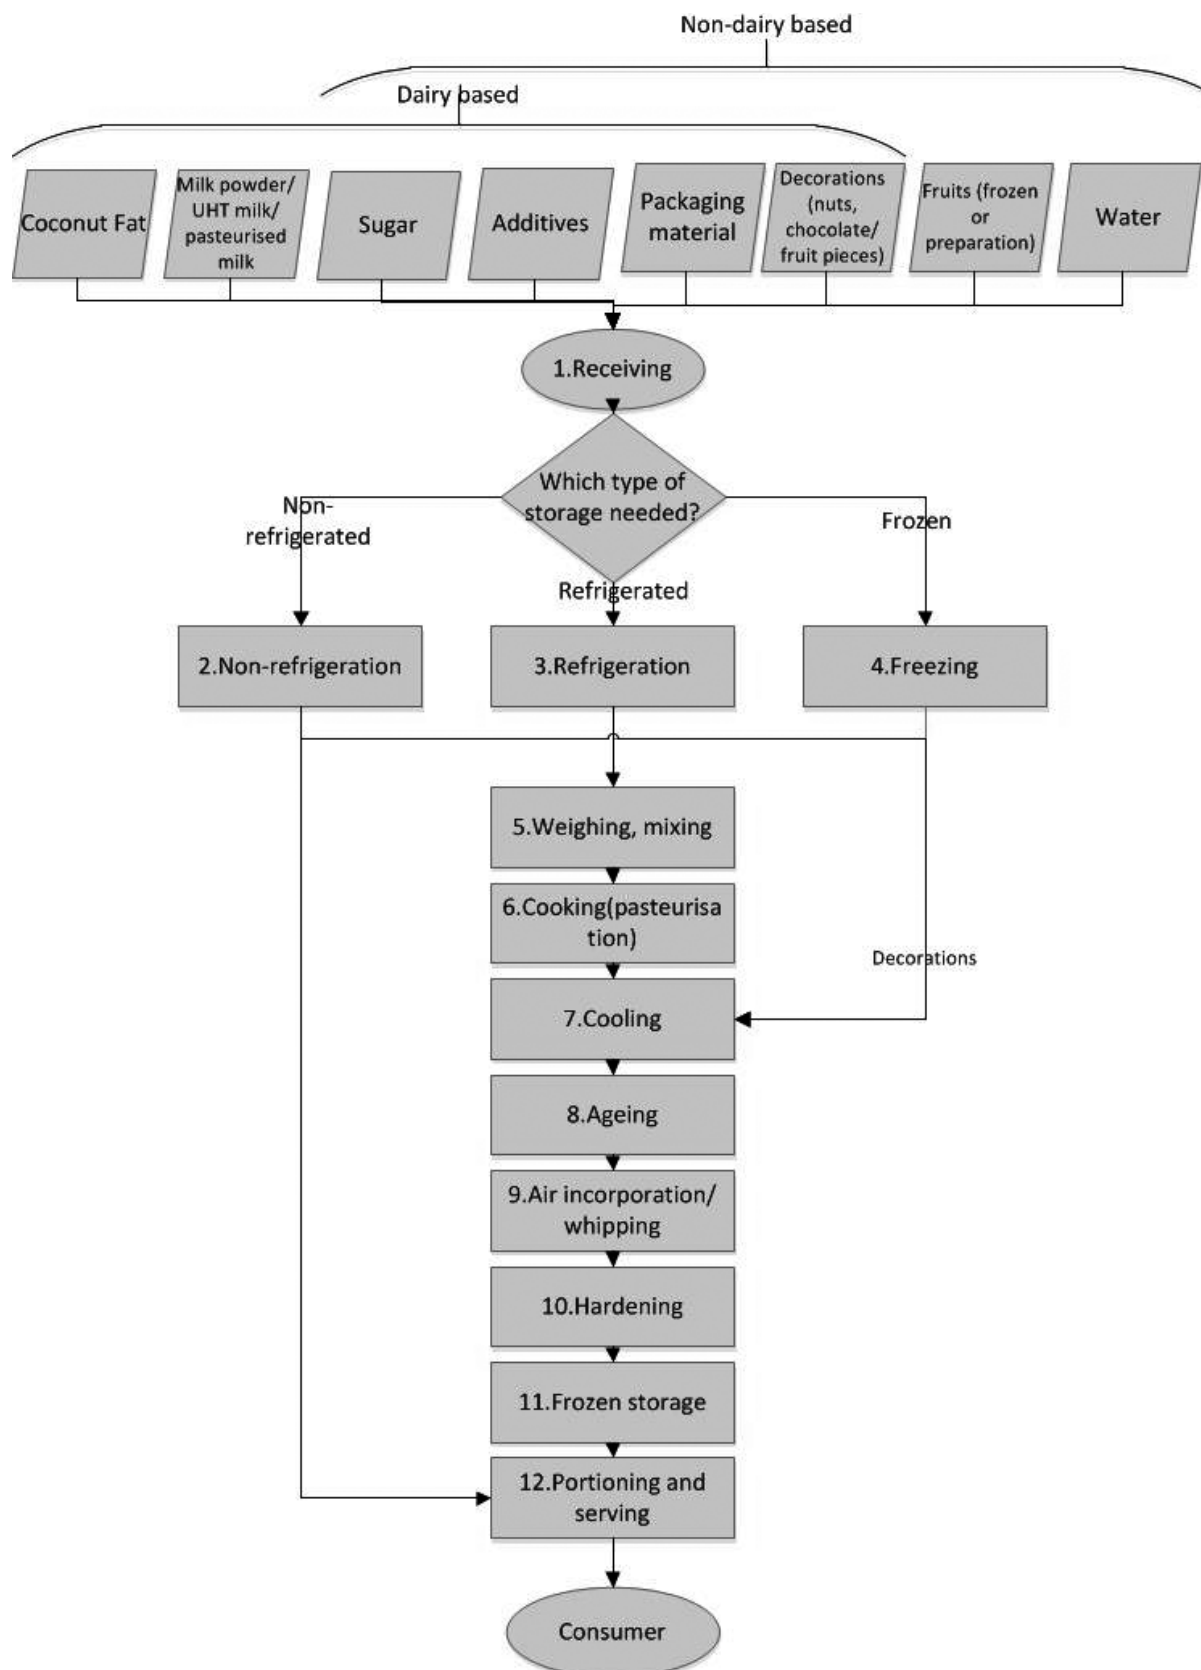 Non-dairy based
Dairy based
Coconut Fat
Milk powder/
UHT milk/
pasteurised
milk
Sugar
Additives
Packaging
material
Decorations
(nuts,
chocolate/
fruit pieces)
Fruits (frozen
or
preparation)
Water
1.Receiving
Which type of
storage needed?
Non-
refrigerated
Refrigerated
Frozen
2.Non-refrigeration
3.Refrigeration
4.Freezing
5.Weighing, mixing
6.Cooking(pasteurisa
tion)
Decorations
7.Cooling
8.Ageing
9.Air incorporation/
whipping
10.Hardening
11.Frozen storage
12.Portioning and
serving
Consumer